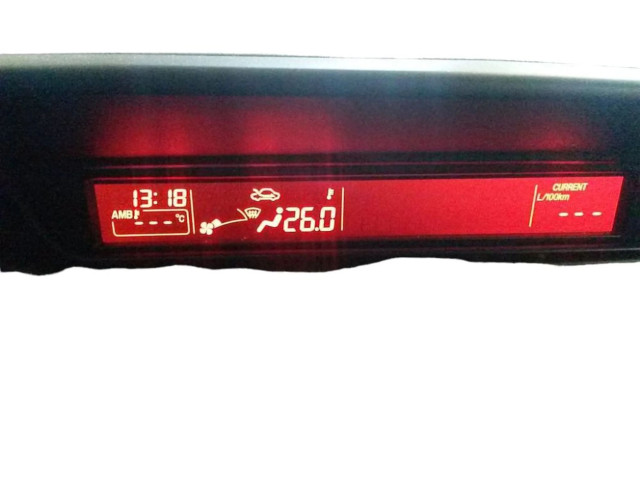 13:18
AMB
- - - °C
26.0
CURRENT
L/100km
- - -